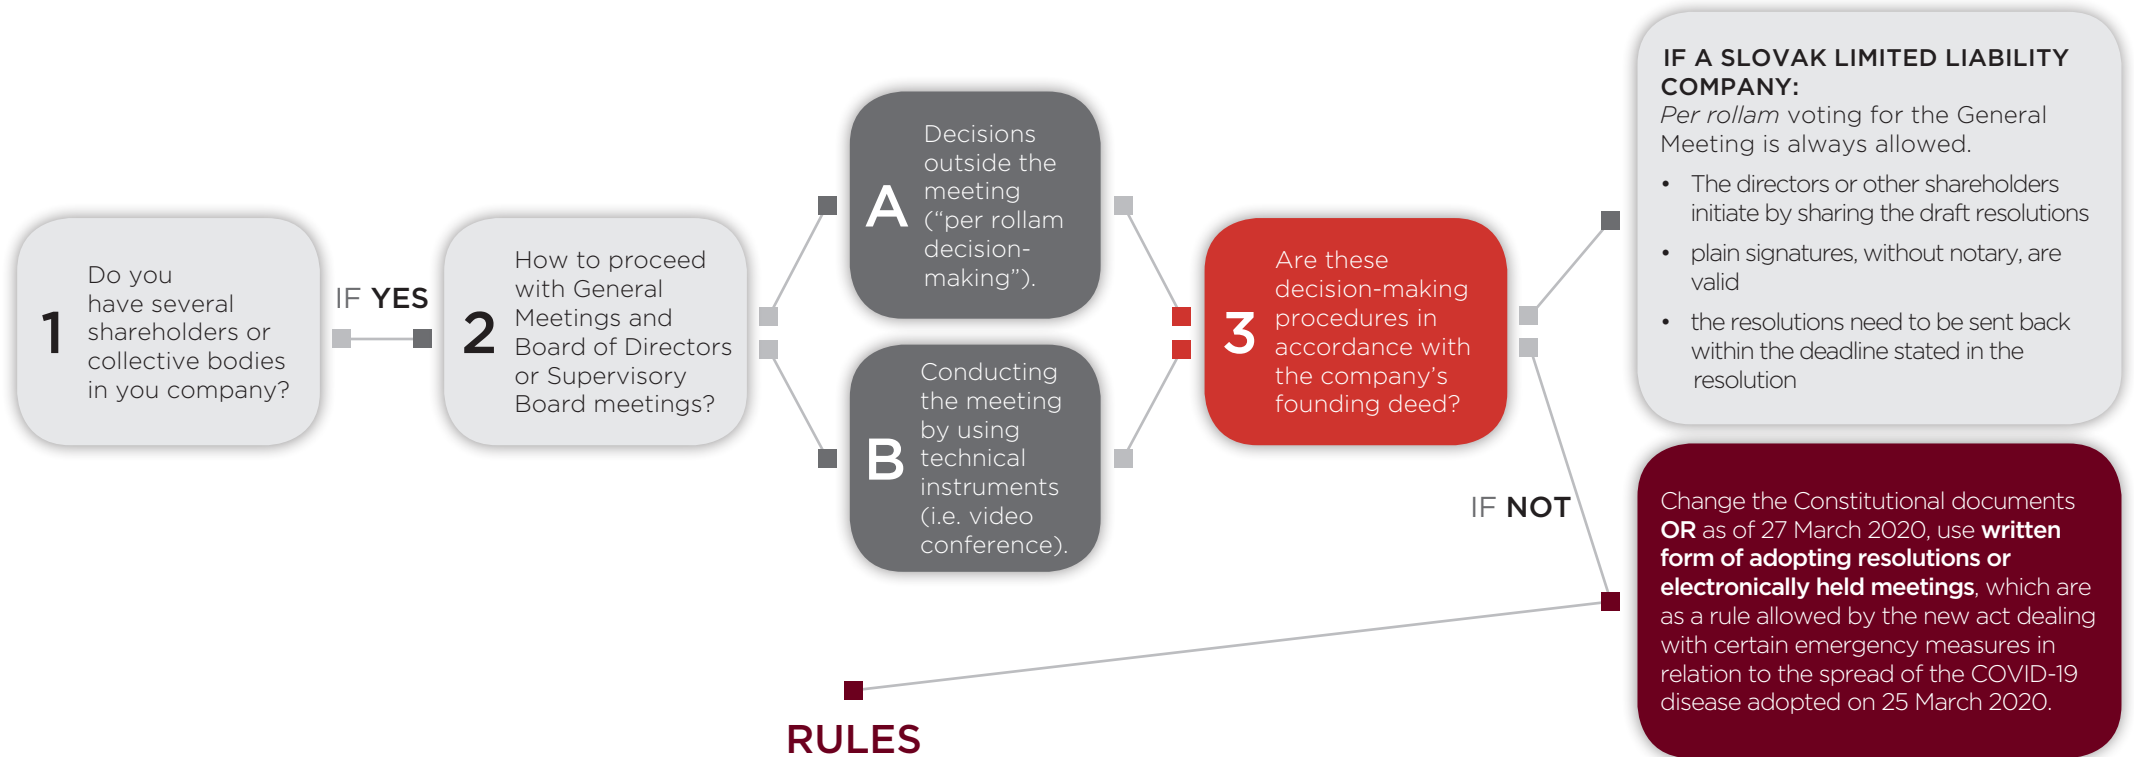 1
Do you
have several
shareholders or
collective bodies
in you company?
IF YES
2
How to proceed
with General
Meetings and
Board of Directors
or Supervisory
Board meetings?
A
Decisions
outside the
meeting
(“per rollam
decision-
making”).
B
Conducting
the meeting
by using
technical
instruments
(i.e. video
conference).
3
Are these
decision-making
procedures in
accordance with
the company’s
founding deed?
IF A SLOVAK LIMITED LIABILITY
COMPANY:
Per rollam voting for the General
Meeting is always allowed.
• The directors or other shareholders
initiate by sharing the draft resolutions
• plain signatures, without notary, are
valid
• the resolutions need to be sent back
within the deadline stated in the
resolution
IF NOT
Change the Constitutional documents
OR as of 27 March 2020, use written
form of adopting resolutions or
electronically held meetings, which are
as a rule allowed by the new act dealing
with certain emergency measures in
relation to the spread of the COVID-19
disease adopted on 25 March 2020.
RULES